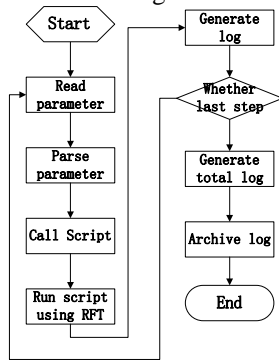 Start
Read
parameter
Parse
parameter
Call Script
Run script
using RFT
Generate
log
Whether
last step
Generate
total log
Archive log
End